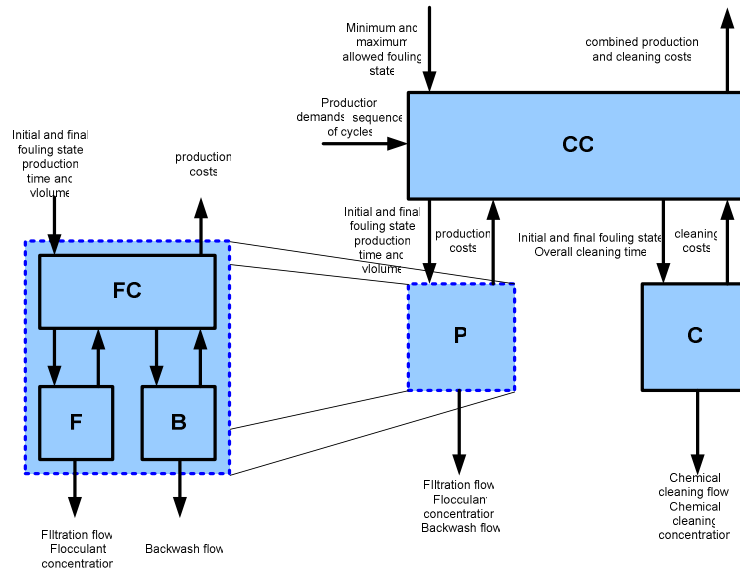 Minimum and
maximum
allowed fouling
state
combined production
and cleaning costs
Production
demands sequence
of cycles
CC
Initial and final
fouling state
production
time and
vlolume
production
costs
Initial and final
fouling state
production
time and
vlolume
production
costs
Initial and final fouling state
Overall cleaning time
cleaning
costs
FC
P
C
F
B
FIltration flow
Flocculant
concentration
Backwash flow
FIltration flow
Flocculant
concentration
Backwash flow
Chemical
cleaning flow
Chemical
cleaning
concentration